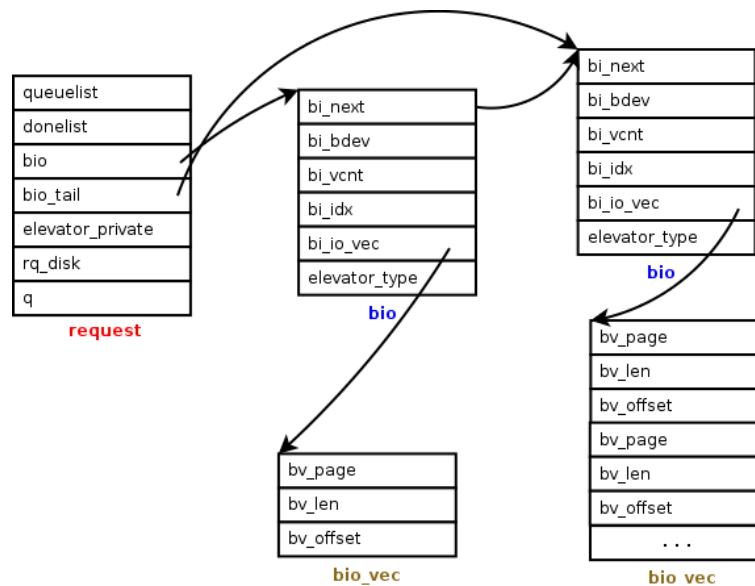 queuelist
donelist
bio
bio_tail
elevator_private
rq_disk
q
request
bi_next
bi_bdev
bi_vcnt
bi_idx
bi_io_vec
elevator_type
bio
bi_next
bi_bdev
bi_vcnt
bi_idx
bi_io_vec
elevator_type
bio
bv_page
bv_len
bv_offset
bio_vec
bv_page
bv_len
bv_offset
bv_page
bv_len
bv_offset
...
bio_vec